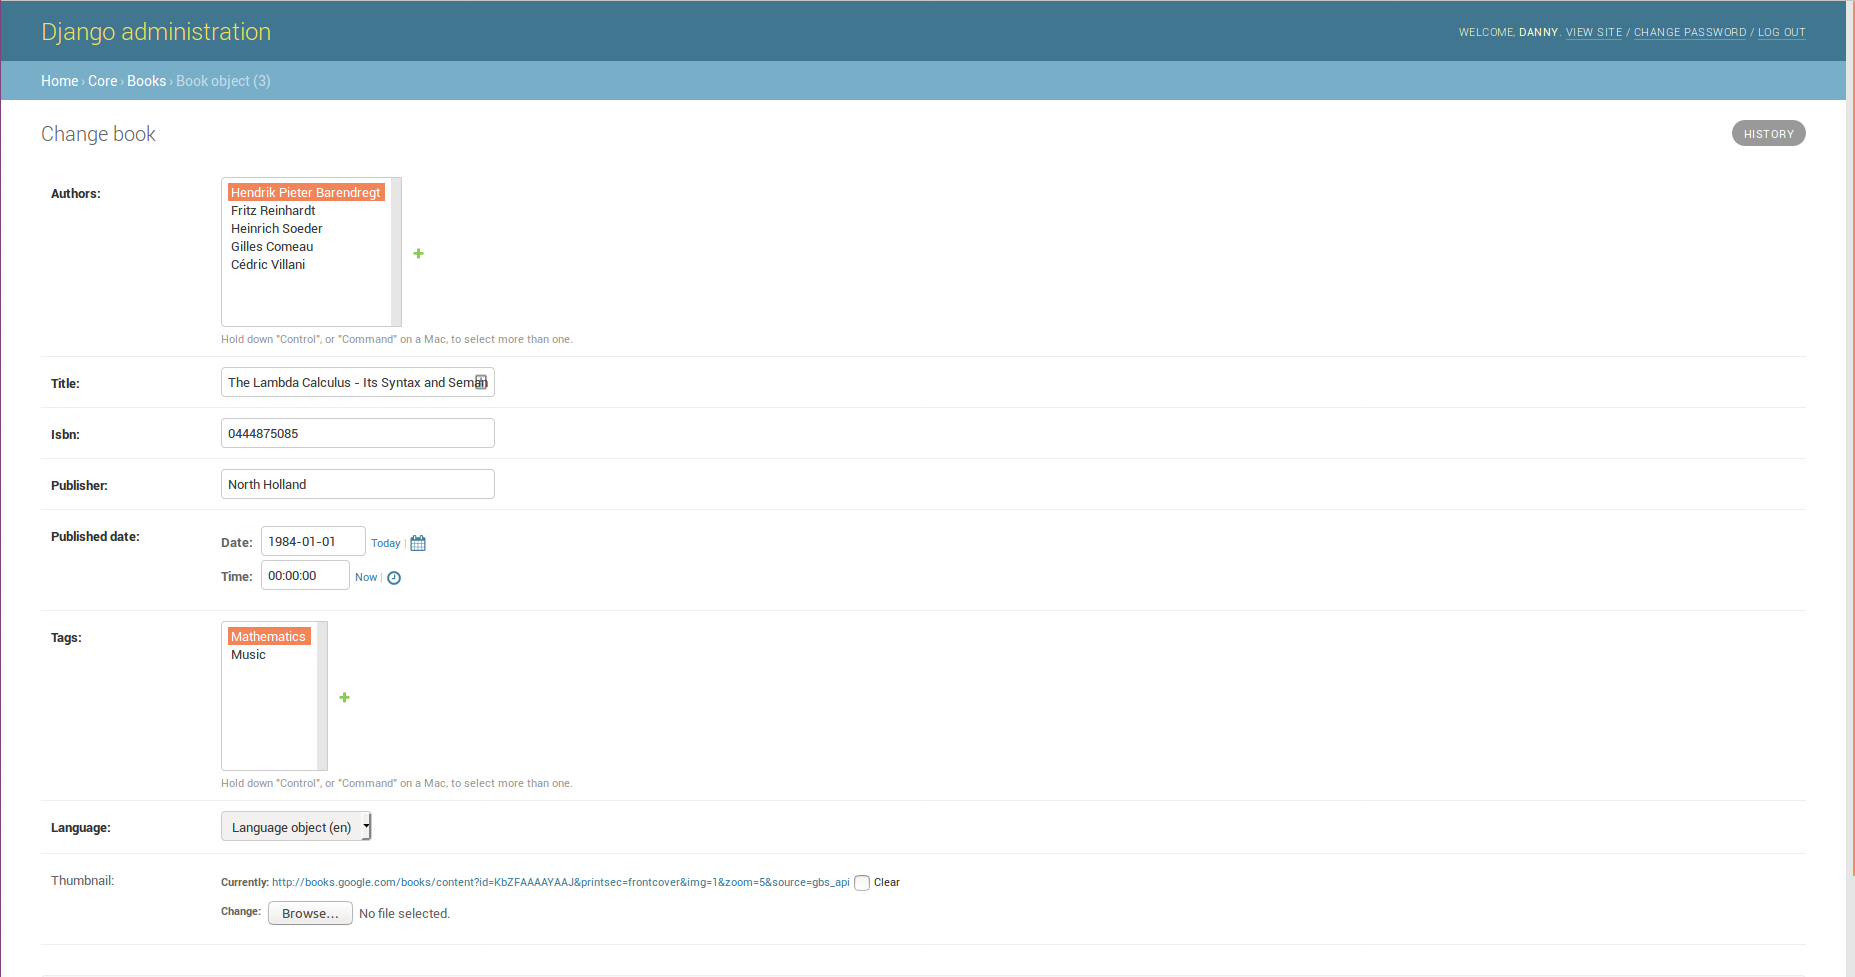 Django administration
WELCOME, DANNY. VIEW SITE / CHANGE PASSWORD / LOG OUT
Home › Core › Books › Book object (3)
Change book
HISTORY
Authors:
Hendrik Pieter Barendregt
Fritz Reinhardt
Heinrich Soeder
Gilles Comeau
Cédric Villani
Hold down "Control", or "Command" on a Mac, to select more than one.
Title:
The Lambda Calculus - Its Syntax and Seman
Isbn:
0444875085
Publisher:
North Holland
Published date:
Date: 1984-01-01 Today |
Time: 00:00:00 Now |
Tags:
Mathematics
Music
Hold down "Control", or "Command" on a Mac, to select more than one.
Language:
Language object (en)
Thumbnail:
Currently: http://books.google.com/books/content?id=KbZFAAAAYAAJ&printsec=frontcover&img=1&zoom=5&source=gbs_api Clear
Change: Browse... No file selected.